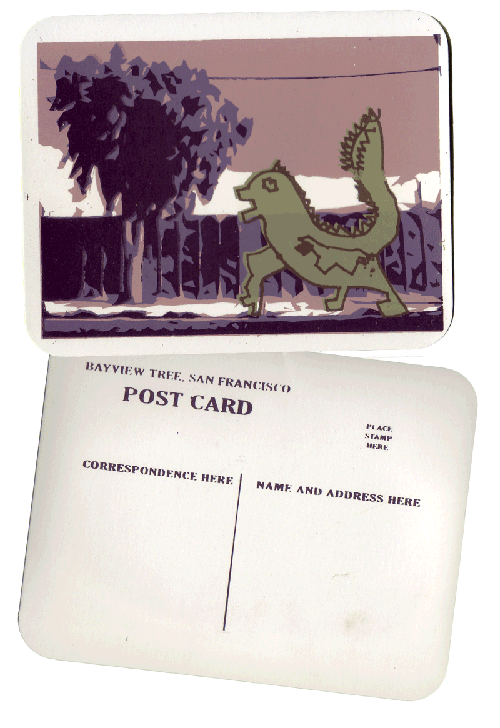 BAYVIEW TREE, SAN FRANCISCO
POST CARD
PLACE
STAMP
HERE
CORRESPONDENCE HERE
NAME AND ADDRESS HERE